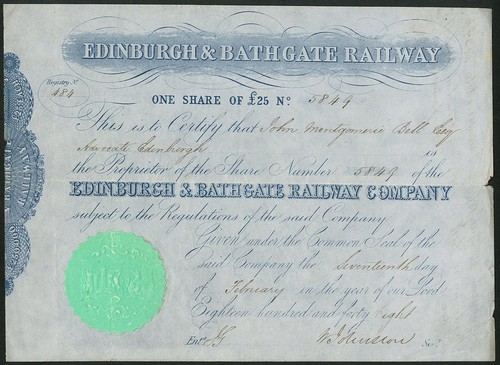 EDINBURGH & BATHGATE RAILWAY
Registry No
484
ONE SHARE OF £25 No. 5849
This is to Certify that John Montgomerie Bell Esq
Edinburgh is
the Proprietor of the Share Number 5849 of the
EDINBURGH & BATHGATE RAILWAY COMPANY
subject to the Regulations of the said Company
Given under the Common Seal of the
said Company the Seventeenth day
of February in the year of our Lord
Eighteen hundred and forty eight
Entd. Secy.